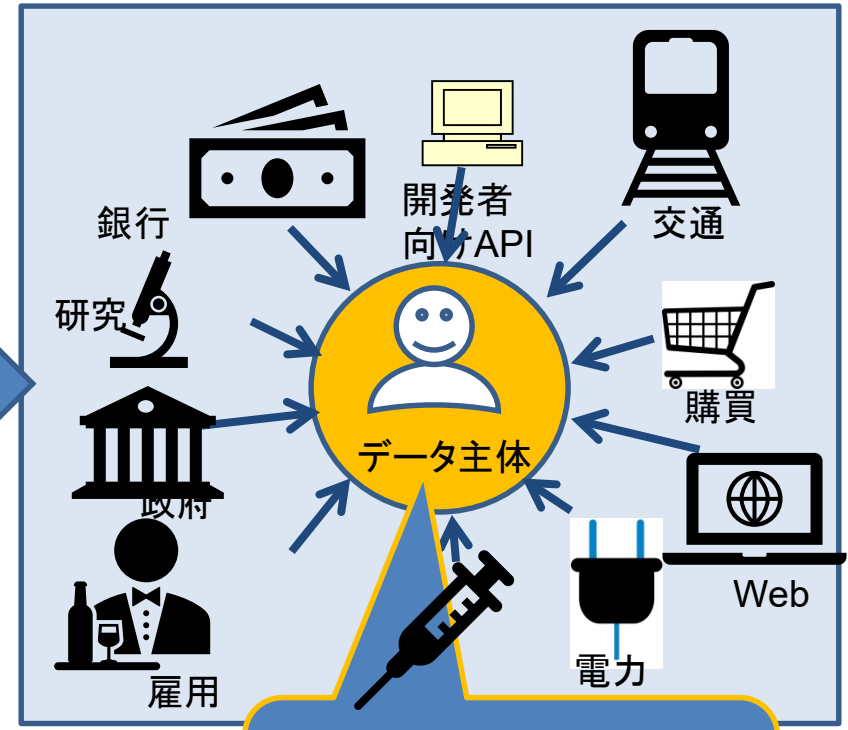 銀行
開発者
向けAPI
交通
研究
購買
データ主体
政府
Web
電力
雇用